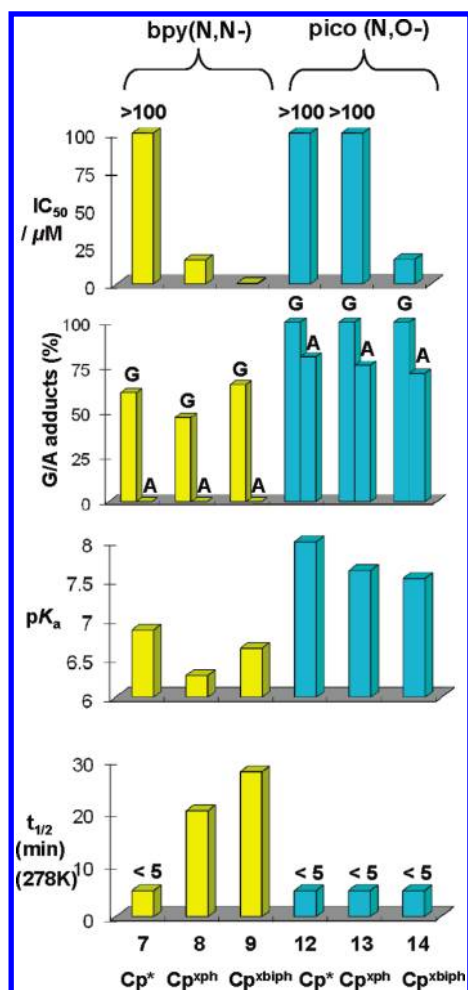 bpy(N,N-) pico (N,O-)
>100 >100 >100
100
75
50
25
0
IC50
/ μM
G G G G G G
A A A A A A
100
75
50
25
0
G/A adducts (%)
8
7.5
7
6.5
6
pKa
30
20
10
0
t1/2
(min)
(278K)
< 5 < 5 < 5 < 5
7 8 9 12 13 14
Cp* Cpxph Cpxbiph Cp* Cpxph Cpxbiph